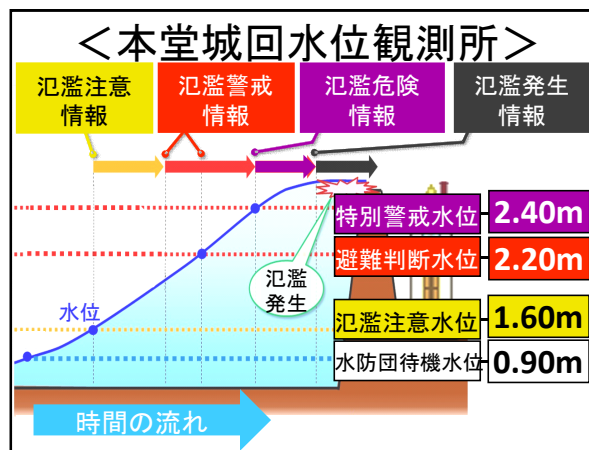 ＜本堂城回水位観測所＞
氾濫注意
情報
氾濫警戒
情報
氾濫危険
情報
氾濫発生
情報
特別警戒水位
2.40m
避難判断水位
2.20m
氾濫
発生
水位
氾濫注意水位
1.60m
水防団待機水位
0.90m
時間の流れ